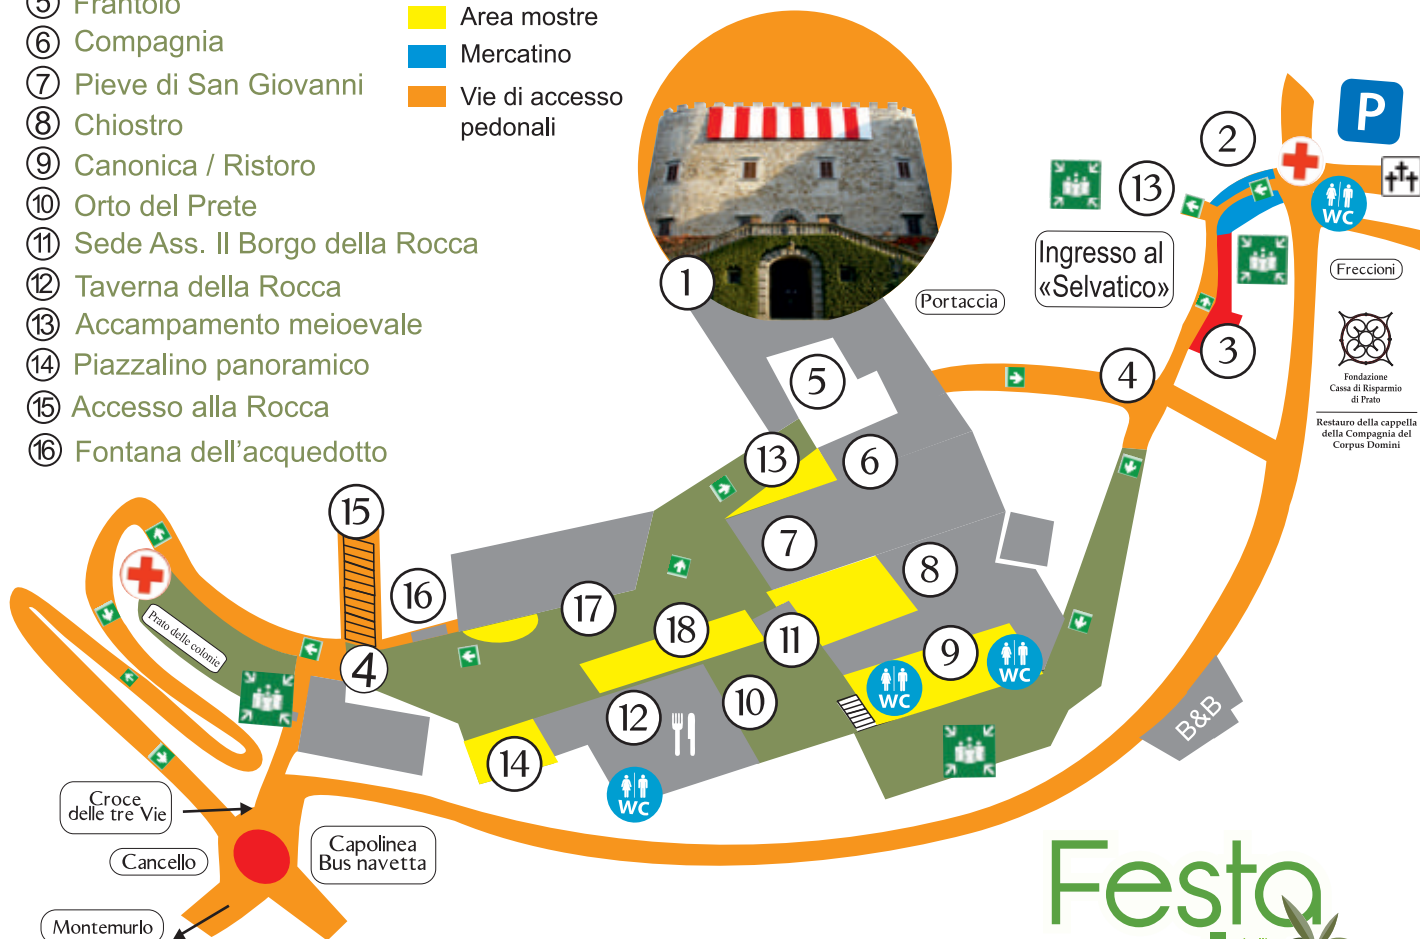 5 Frantoio
6 Compagnia
7 Pieve di San Giovanni
8 Chiostro
9 Canonica / Ristoro
10 Orto del Prete
11 Sede Ass. Il Borgo della Rocca
12 Taverna della Rocca
13 Accampamento meioevale
14 Piazzalino panoramico
15 Accesso alla Rocca
16 Fontana dell'acquedotto
Area mostre
Mercatino
Vie di accesso
pedonali
1
Portaccia
2
P
13
WC
Ingresso al
«Selvatico»
Freccioni
3
4
5
Fondazione
Cassa di Risparmio
di Prato
Restauro della cappella
della Compagnia del
Corpus Domini
13
6
7
8
15
16
17
18
11
9
WC
WC
10
12
14
WC
4
Prato delle colonie
B&B
Croce
delle tre Vie
Cancello
Capolinea
Bus navetta
Montemurlo
Festa